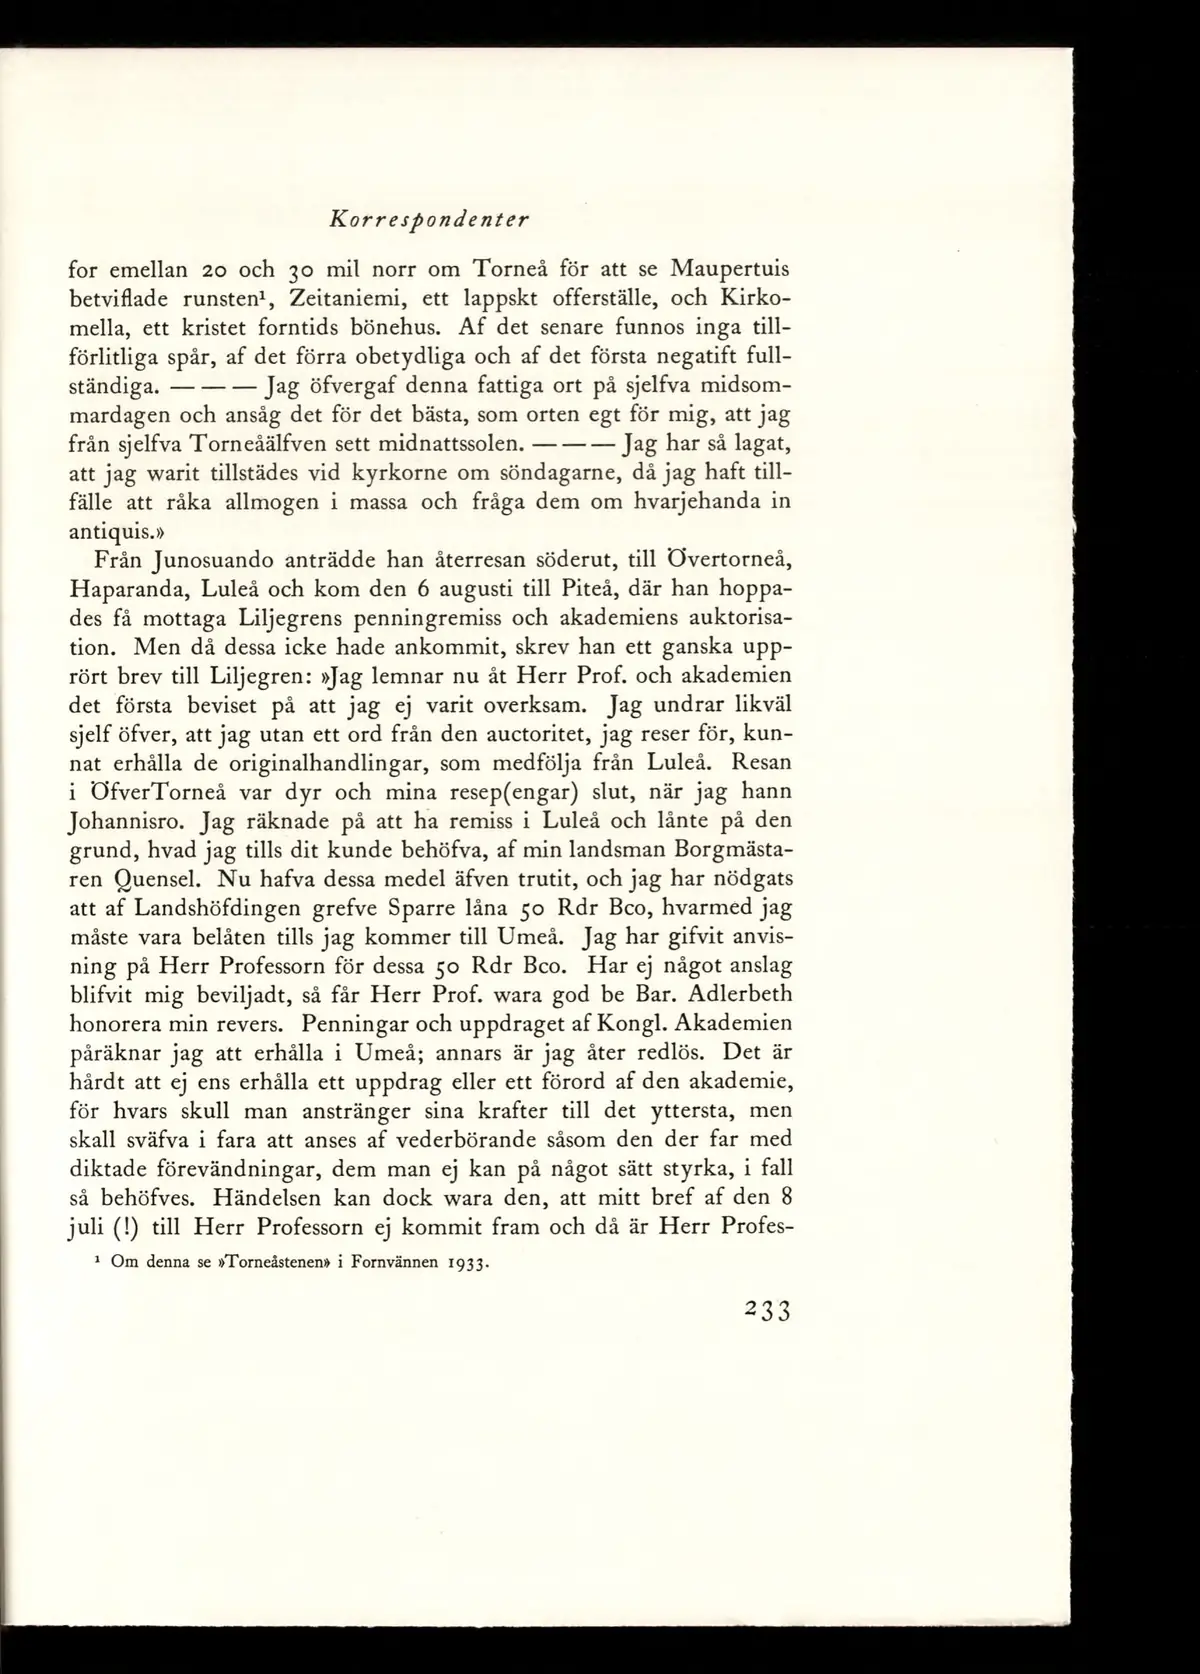 Korrespondenter
for emellan 20 och 30 mil norr om Torneå för att se Maupertuis
betviflade runsten¹, Zeitaniemi, ett lappskt offerställe, och Kirko-
mella, ett kristet forntids bönehus. Af det senare funnos inga till-
förlitliga spår, af det förra obetydliga och af det första negatift full-
ständiga. — — — Jag öfvergaf denna fattiga ort på sjelfva midsom-
mardagen och ansåg det för det bästa, som orten egt för mig, att jag
från sjelfva Torneåälfven sett midnattssolen. — — — Jag har så lagat,
att jag warit tillstädes vid kyrkorne om söndagarne, då jag haft till-
fälle att råka allmogen i massa och fråga dem om hvarjehanda in
antiquis.»
Från Junosuando anträdde han återresan söderut, till Övertorneå,
Haparanda, Luleå och kom den 6 augusti till Piteå, där han hoppa-
des få mottaga Liljegrens penningremiss och akademiens auktorisa-
tion. Men då dessa icke hade ankommit, skrev han ett ganska upp-
rört brev till Liljegren: »Jag lemnar nu åt Herr Prof. och akademien
det första beviset på att jag ej varit overksam. Jag undrar likväl
sjelf öfver, att jag utan ett ord från den auctoritet, jag reser för, kun-
nat erhålla de originalhandlingar, som medfölja från Luleå. Resan
i ÖfverTorneå var dyr och mina resep(engar) slut, när jag hann
Johannisro. Jag räknade på att ha remiss i Luleå och lånte på den
grund, hvad jag tills dit kunde behöfva, af min landsman Borgmästa-
ren Quensel. Nu hafva dessa medel äfven trutit, och jag har nödgats
att af Landshöfdingen grefve Sparre låna 50 Rdr Bco, hvarmed jag
måste vara belåten tills jag kommer till Umeå. Jag har gifvit anvis-
ning på Herr Professorn för dessa 50 Rdr Bco. Har ej något anslag
blifvit mig beviljadt, så får Herr Prof. wara god be Bar. Adlerbeth
honorera min revers. Penningar och uppdraget af Kongl. Akademien
påräknar jag att erhålla i Umeå; annars är jag åter redlös. Det är
hårdt att ej ens erhålla ett uppdrag eller ett förord af den akademie,
för hvars skull man anstränger sina krafter till det yttersta, men
skall sväfva i fara att anses af vederbörande såsom den der far med
diktade förevändningar, dem man ej kan på något sätt styrka, i fall
så behöfves. Händelsen kan dock wara den, att mitt bref af den 8
juli (!) till Herr Professorn ej kommit fram och då är Herr Profes-
¹ Om denna se »Torneåstenen» i Fornvännen 1933.
233